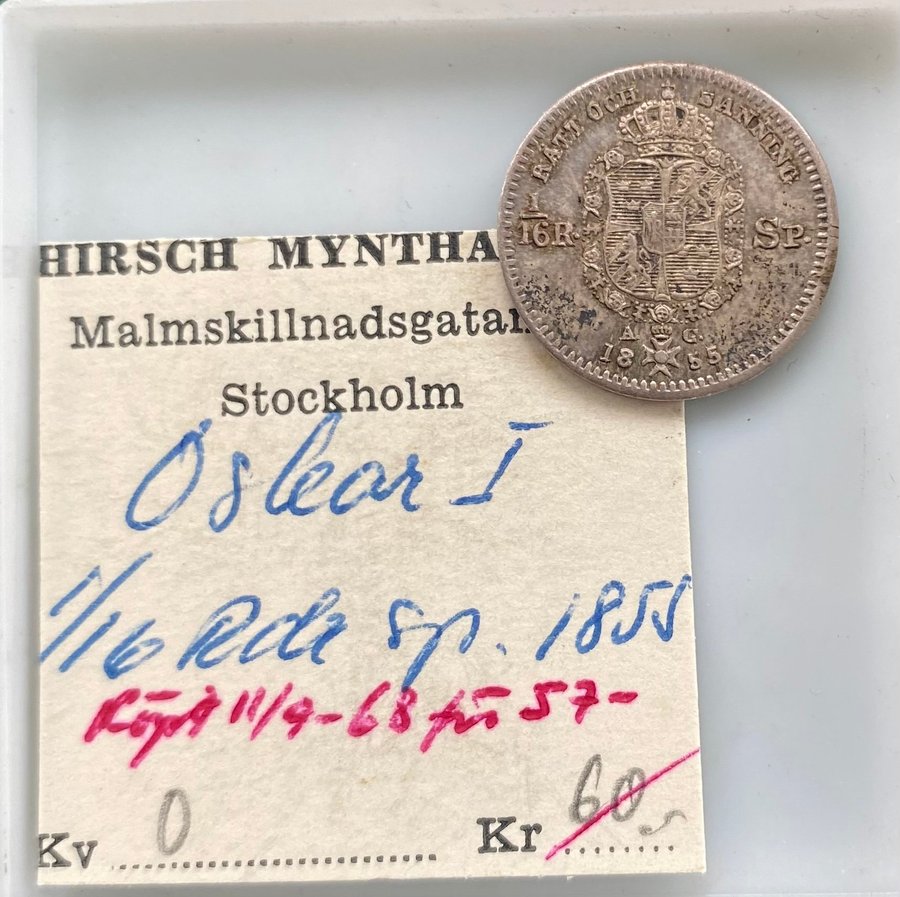 RÄTT OCH SANNING
1/16 R. SP.
A G.
18 55
HIRSCH MYNTHA
Malmskillnadsgatan
Stockholm
Oskar I
1/16 Rdr sp. 1855
Köpt 11/9-68 för 57-
Kv 0 Kr 60